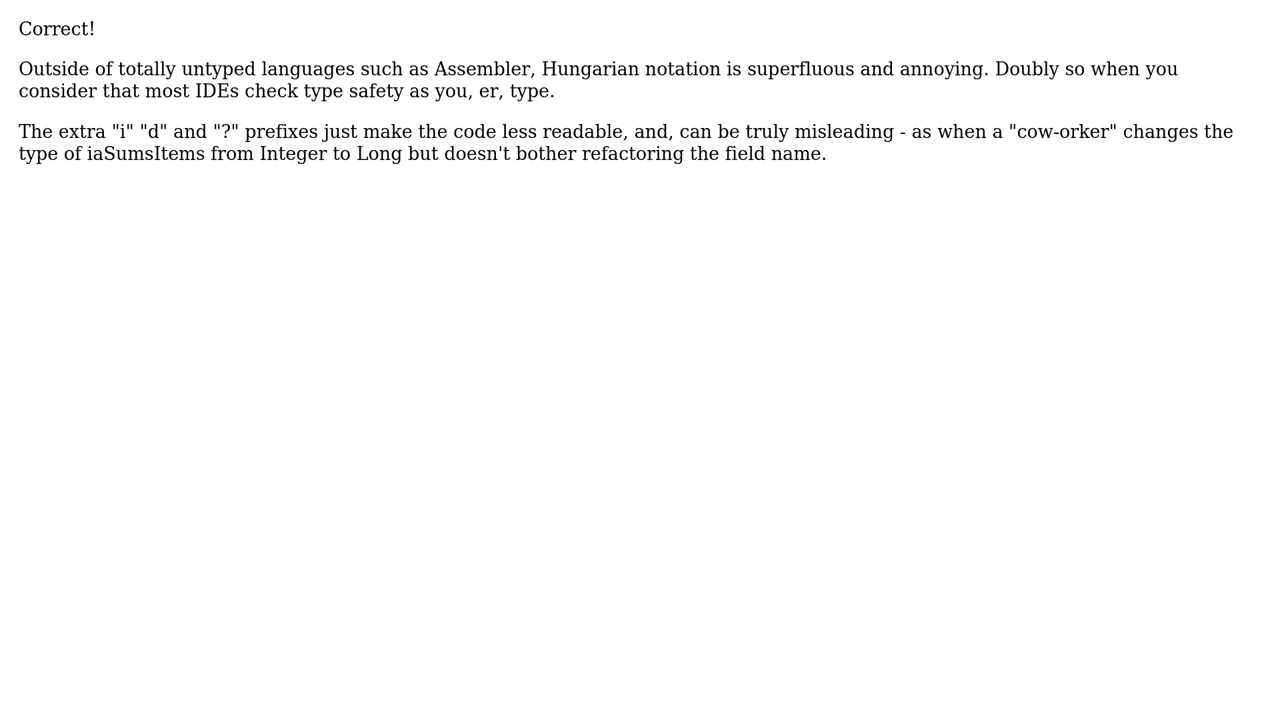 Correct!
Outside of totally untyped languages such as Assembler, Hungarian notation is superfluous and annoying. Doubly so when you
consider that most IDEs check type safety as you, er, type.
The extra "i" "d" and "?" prefixes just make the code less readable, and, can be truly misleading - as when a "cow-orker" changes the
type of iaSumsItems from Integer to Long but doesn't bother refactoring the field name.